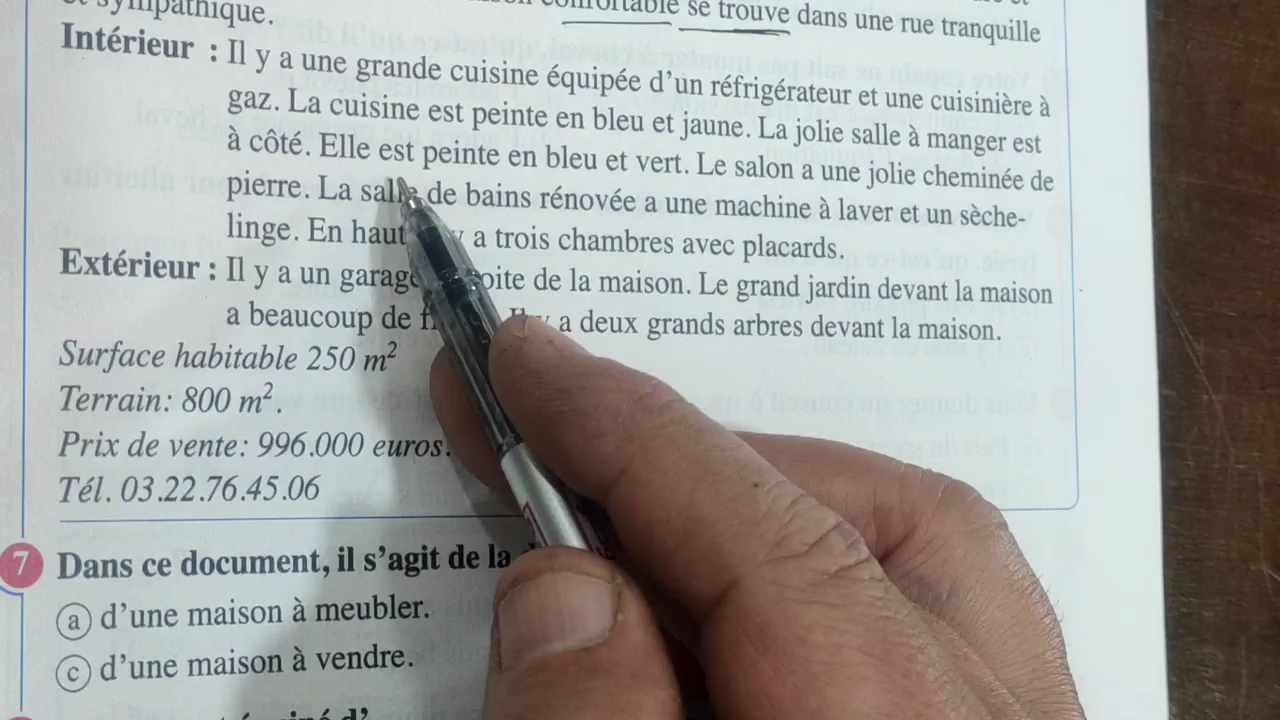 et sympathique.
confortable se trouve dans une rue tranquille
Intérieur : Il y a une grande cuisine équipée d'un réfrigérateur et une cuisinière à
gaz. La cuisine est peinte en bleu et jaune. La jolie salle à manger est
à côté. Elle est peinte en bleu et vert. Le salon a une jolie cheminée de
pierre. La salle de bains rénovée a une machine à laver et un sèche-
linge. En haut y a trois chambres avec placards.
Extérieur : Il y a un garage de la maison. Le grand jardin devant la maison
a beaucoup de Il y a deux grands arbres devant la maison.
Surface habitable 250 m²
Terrain: 800 m².
Prix de vente: 996.000 euros.
Tél. 03.22.76.45.06
7 Dans ce document, il s'agit de la
a d'une maison à meubler.
c d'une maison à vendre.